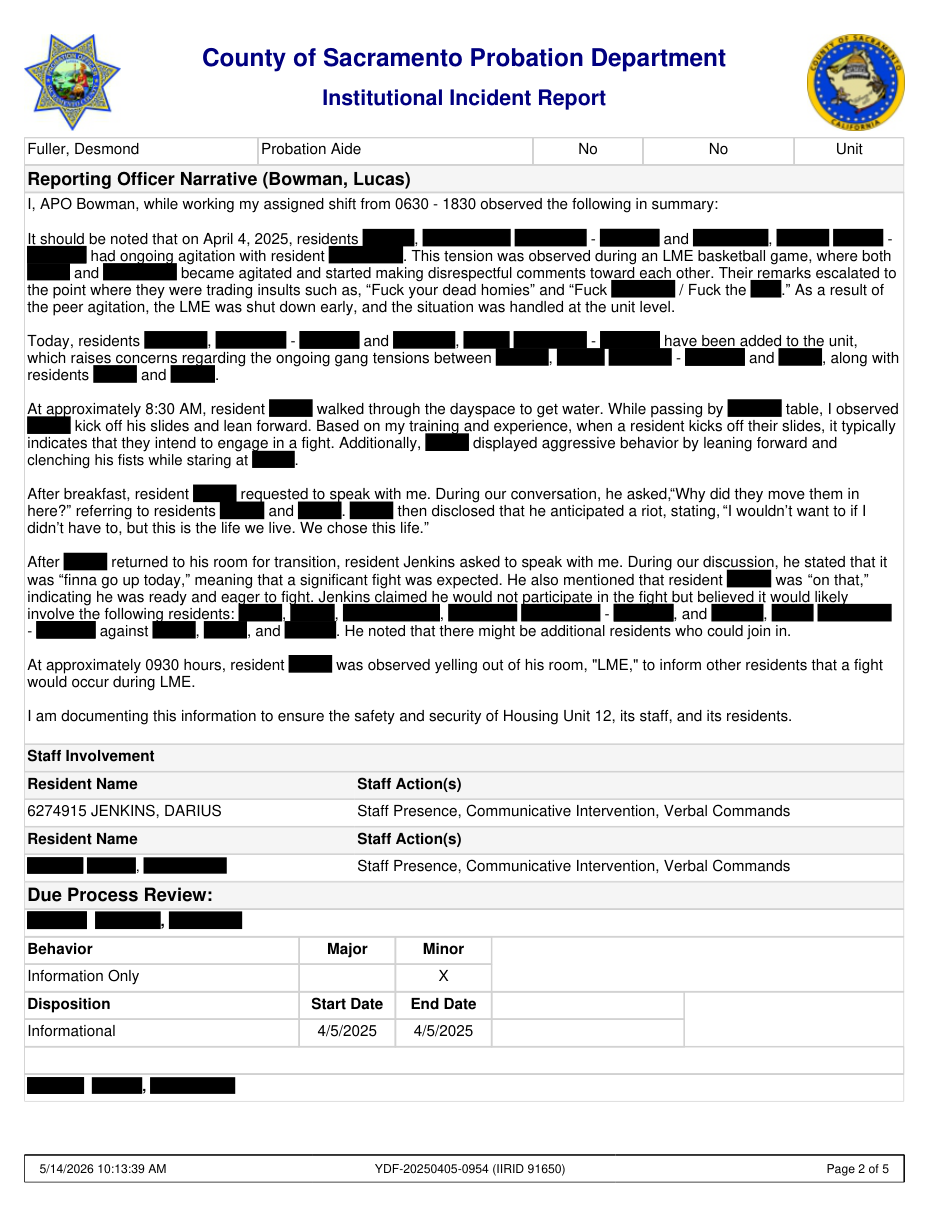 County of Sacramento Probation Department
Institutional Incident Report
Fuller, Desmond Probation Aide No No Unit
Reporting Officer Narrative (Bowman, Lucas)
I, APO Bowman, while working my assigned shift from 0630 - 1830 observed the following in summary:
It should be noted that on April 4, 2025, residents , - and , -
had ongoing agitation with resident . This tension was observed during an LME basketball game, where both
and became agitated and started making disrespectful comments toward each other. Their remarks escalated to
the point where they were trading insults such as, “Fuck your dead homies” and “Fuck / Fuck the .” As a result of
the peer agitation, the LME was shut down early, and the situation was handled at the unit level.
Today, residents , - and , - have been added to the unit,
which raises concerns regarding the ongoing gang tensions between , - and , along with
residents and .
At approximately 8:30 AM, resident walked through the dayspace to get water. While passing by table, I observed
kick off his slides and lean forward. Based on my training and experience, when a resident kicks off their slides, it typically
indicates that they intend to engage in a fight. Additionally, displayed aggressive behavior by leaning forward and
clenching his fists while staring at .
After breakfast, resident requested to speak with me. During our conversation, he asked,“Why did they move them in
here?” referring to residents and . then disclosed that he anticipated a riot, stating, “I wouldn’t want to if I
didn’t have to, but this is the life we live. We chose this life.”
After returned to his room for transition, resident Jenkins asked to speak with me. During our discussion, he stated that it
was “finna go up today,” meaning that a significant fight was expected. He also mentioned that resident was “on that,”
indicating he was ready and eager to fight. Jenkins claimed he would not participate in the fight but believed it would likely
involve the following residents: , , , - , and ,
- against , , and . He noted that there might be additional residents who could join in.
At approximately 0930 hours, resident was observed yelling out of his room, "LME," to inform other residents that a fight
would occur during LME.
I am documenting this information to ensure the safety and security of Housing Unit 12, its staff, and its residents.
Staff Involvement
Resident Name Staff Action(s)
6274915 JENKINS, DARIUS Staff Presence, Communicative Intervention, Verbal Commands
Resident Name Staff Action(s)
, Staff Presence, Communicative Intervention, Verbal Commands
Due Process Review:
,
Behavior Major Minor
Information Only X
Disposition Start Date End Date
Informational 4/5/2025 4/5/2025
,
5/14/2026 10:13:39 AM YDF-20250405-0954 (IIRID 91650) Page 2 of 5